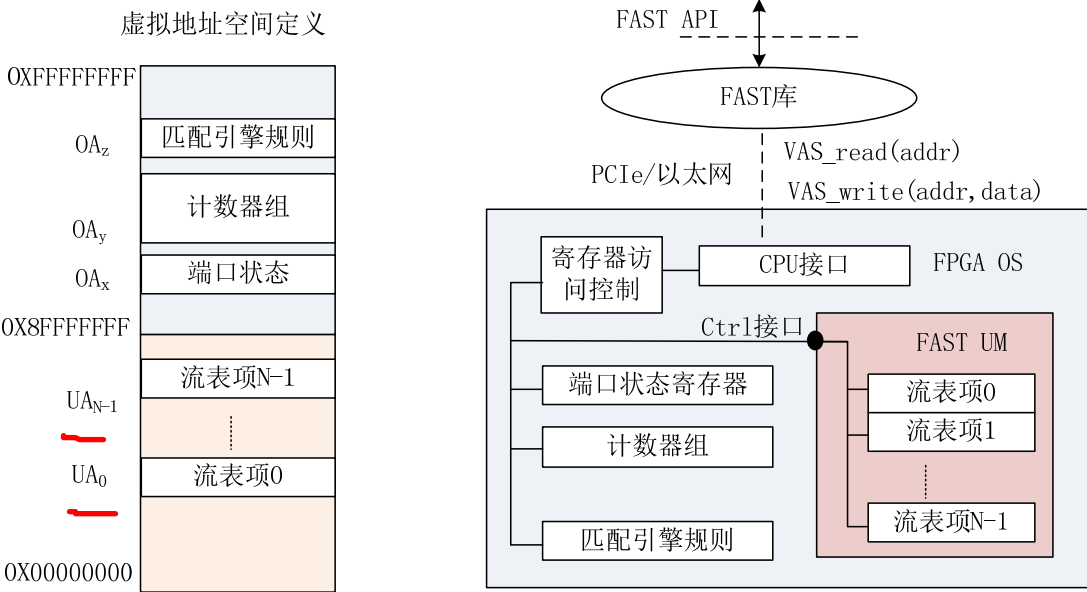 虚拟地址空间定义
0XFFFFFFFF
匹配引擎规则
OAz
计数器组
OAy
端口状态
OAx
0X8FFFFFFF
流表项N-1
UAN-1
流表项0
UA0
0X00000000
FAST API
FAST库
PCIe/以太网
VAS_read(addr)
VAS_write(addr,data)
寄存器访
问控制
CPU接口
FPGA OS
Ctrl接口
FAST UM
端口状态寄存器
流表项0
流表项1
计数器组
流表项N-1
匹配引擎规则